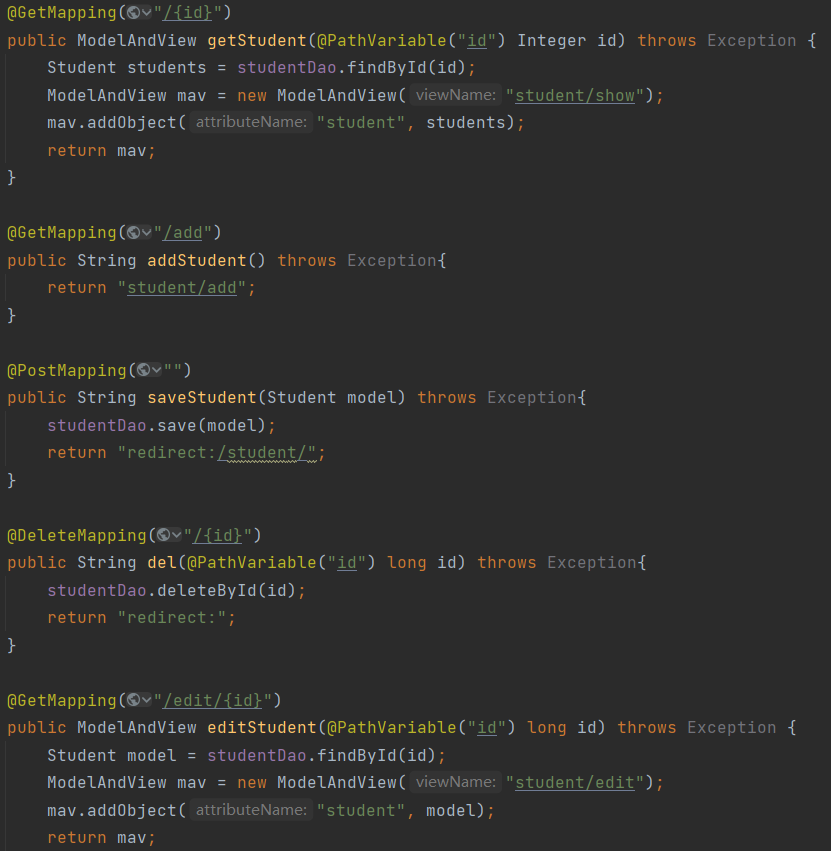 @GetMapping("/{id}")
public ModelAndView getStudent(@PathVariable("id") Integer id) throws Exception {
    Student students = studentDao.findById(id);
    ModelAndView mav = new ModelAndView( viewName: "student/show");
    mav.addObject( attributeName: "student", students);
    return mav;
}

@GetMapping("/add")
public String addStudent() throws Exception{
    return "student/add";
}

@PostMapping("")
public String saveStudent(Student model) throws Exception{
    studentDao.save(model);
    return "redirect:/student/";
}

@DeleteMapping("/{id}")
public String del(@PathVariable("id") long id) throws Exception{
    studentDao.deleteById(id);
    return "redirect:";
}

@GetMapping("/edit/{id}")
public ModelAndView editStudent(@PathVariable("id") long id) throws Exception {
    Student model = studentDao.findById(id);
    ModelAndView mav = new ModelAndView( viewName: "student/edit");
    mav.addObject( attributeName: "student", model);
    return mav;